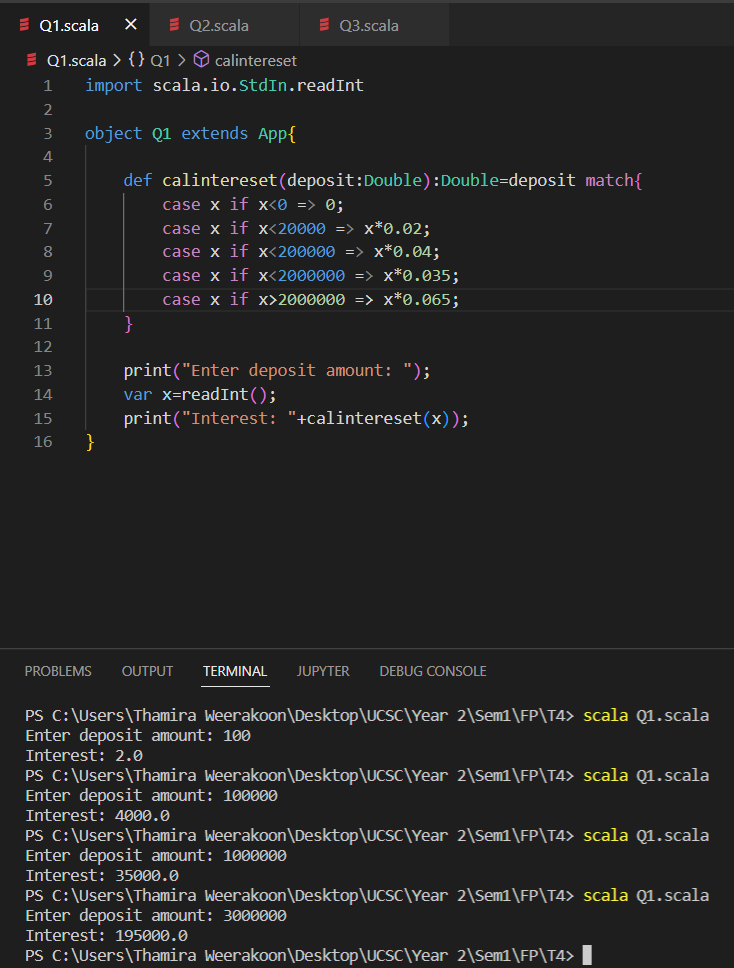 Q1.scala × Q2.scala Q3.scala
Q1.scala > {} Q1 > calintereset
1 import scala.io.StdIn.readInt
2
3 object Q1 extends App{
4
5 def calintereset(deposit:Double):Double=deposit match{
6 case x if x<0 => 0;
7 case x if x<20000 => x*0.02;
8 case x if x<200000 => x*0.04;
9 case x if x<2000000 => x*0.035;
10 case x if x>2000000 => x*0.065;
11 }
12
13 print("Enter deposit amount: ");
14 var x=readInt();
15 print("Interest: "+calintereset(x));
16 }
PROBLEMS OUTPUT TERMINAL JUPYTER DEBUG CONSOLE
PS C:\Users\Thamira Weerakoon\Desktop\UCSC\Year 2\Sem1\FP\T4> scala Q1.scala
Enter deposit amount: 100
Interest: 2.0
PS C:\Users\Thamira Weerakoon\Desktop\UCSC\Year 2\Sem1\FP\T4> scala Q1.scala
Enter deposit amount: 100000
Interest: 4000.0
PS C:\Users\Thamira Weerakoon\Desktop\UCSC\Year 2\Sem1\FP\T4> scala Q1.scala
Enter deposit amount: 1000000
Interest: 35000.0
PS C:\Users\Thamira Weerakoon\Desktop\UCSC\Year 2\Sem1\FP\T4> scala Q1.scala
Enter deposit amount: 3000000
Interest: 195000.0
PS C:\Users\Thamira Weerakoon\Desktop\UCSC\Year 2\Sem1\FP\T4>